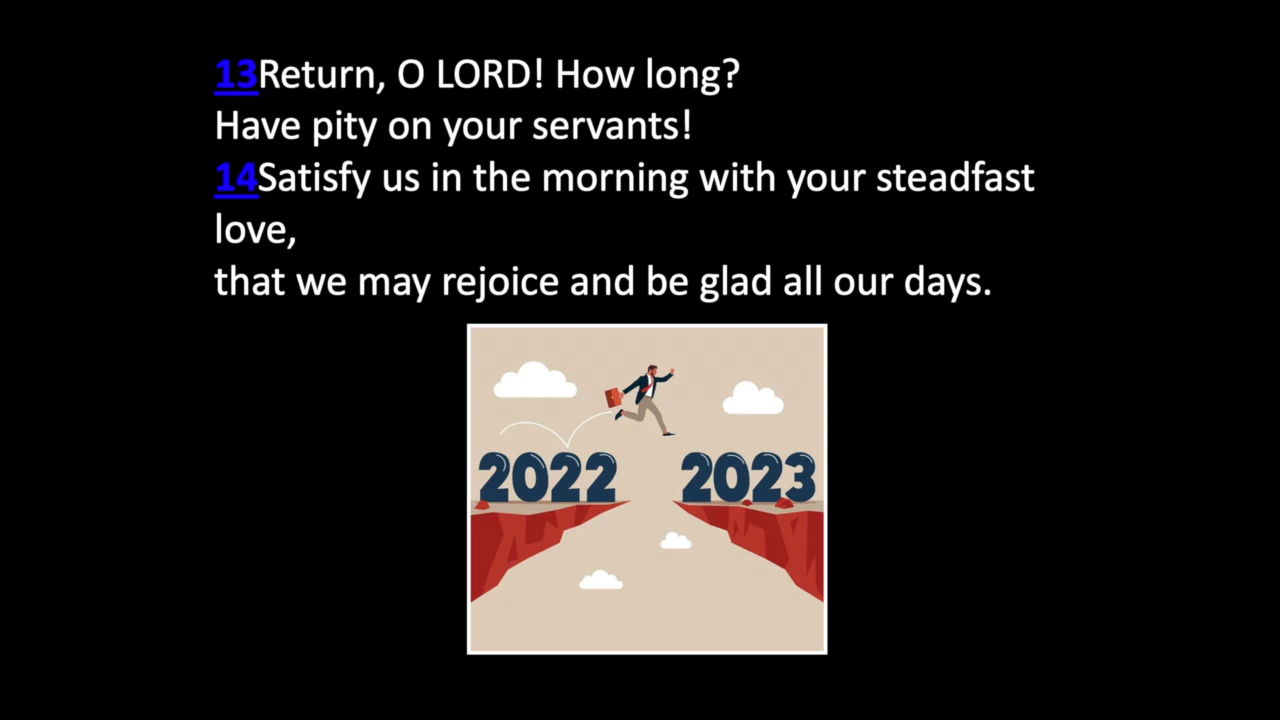 13Return, O LORD! How long?
Have pity on your servants!
14Satisfy us in the morning with your steadfast
love,
that we may rejoice and be glad all our days.
2022 2023